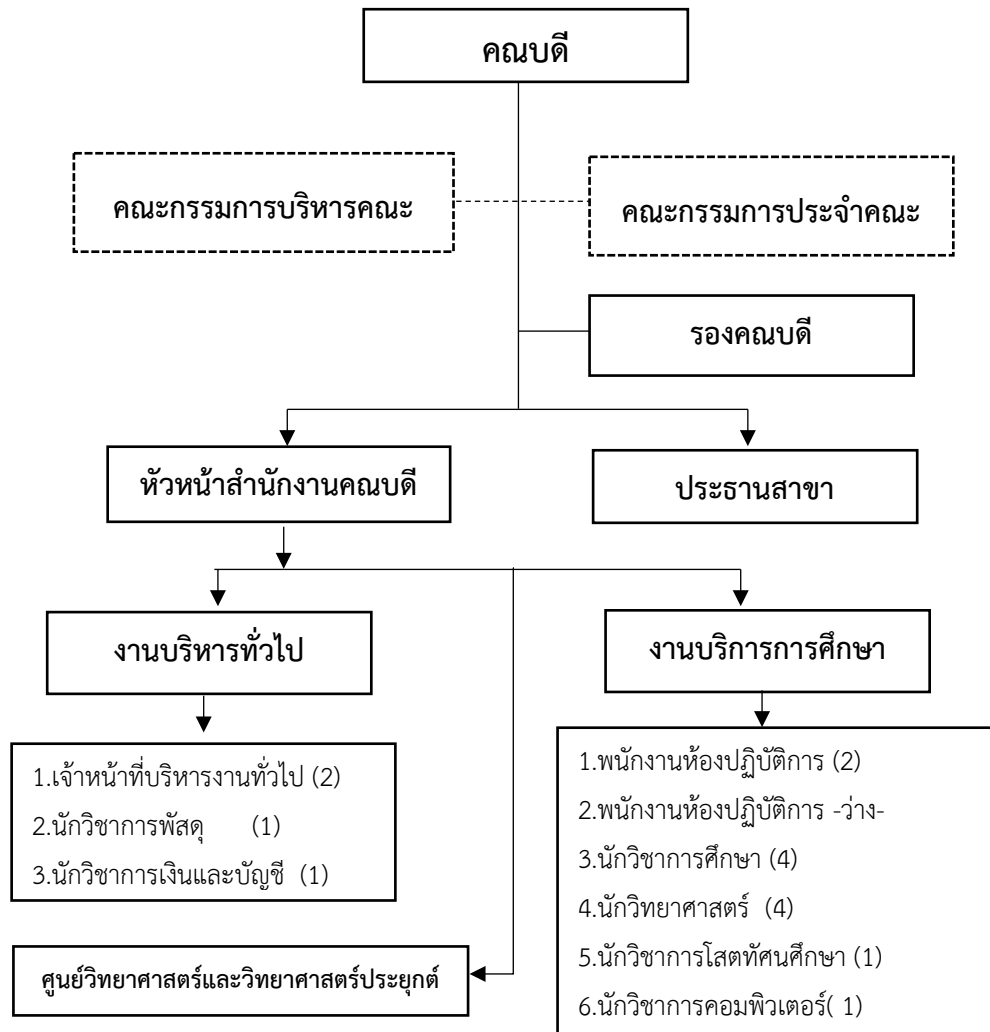 คณบดี
คณะกรรมการบริหารคณะ
คณะกรรมการประจำคณะ
รองคณบดี
หัวหน้าสำนักงานคณบดี
ประธานสาขา
งานบริหารทั่วไป
งานบริการการศึกษา
1.เจ้าหน้าที่บริหารงานทั่วไป (2)
2.นักวิชาการพัสดุ (1)
3.นักวิชาการเงินและบัญชี (1)
1.พนักงานห้องปฏิบัติการ (2)
2.พนักงานห้องปฏิบัติการ -ว่าง-
3.นักวิชาการศึกษา (4)
4.นักวิทยาศาสตร์ (4)
5.นักวิชาการโสตทัศนศึกษา (1)
6.นักวิชาการคอมพิวเตอร์( 1)
ศูนย์วิทยาศาสตร์และวิทยาศาสตร์ประยุกต์